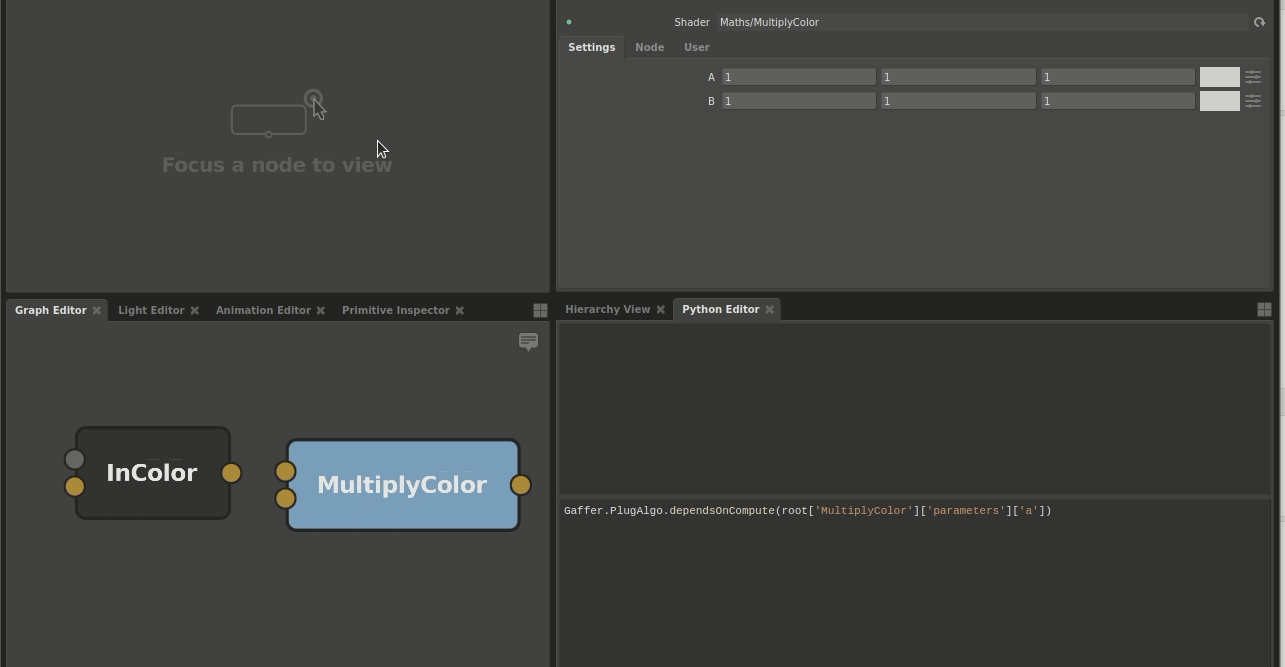 Focus a node to view
Shader Maths/MultiplyColor
Settings Node User
A 1 1 1
B 1 1 1
Graph Editor Light Editor Animation Editor Primitive Inspector
InColor
MultiplyColor
Hierarchy View Python Editor
Gaffer.PlugAlgo.dependsOnCompute(root['MultiplyColor']['parameters']['a'])